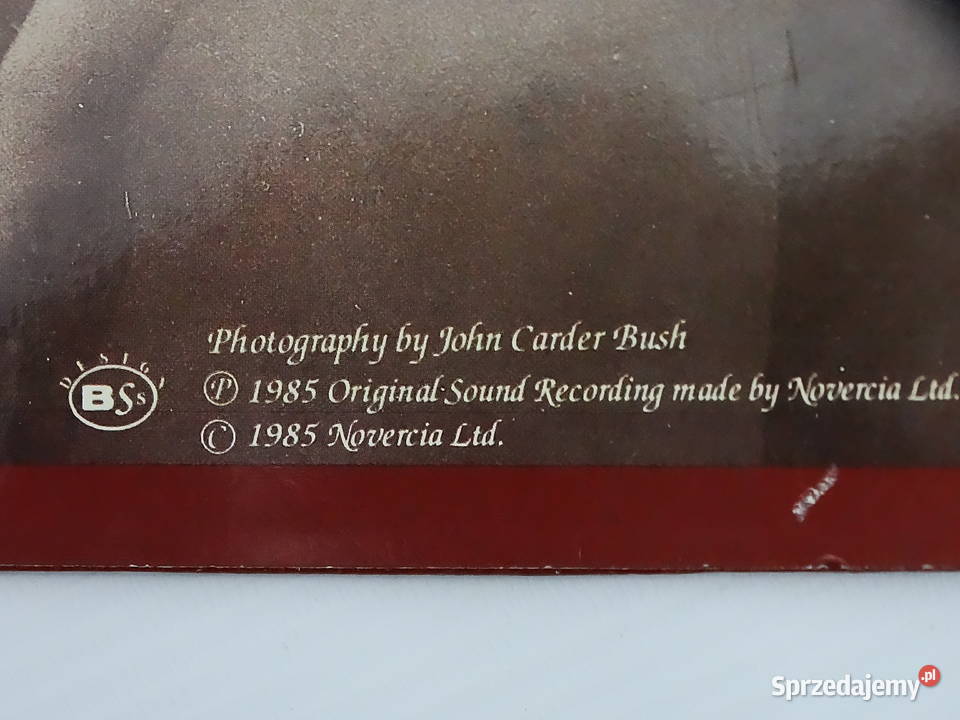 Photography by John Carder Bush
DESIGN
BSs
Ⓟ 1985 Original Sound Recording made by Novercia Ltd.
© 1985 Novercia Ltd.
Sprzedajemy.pl